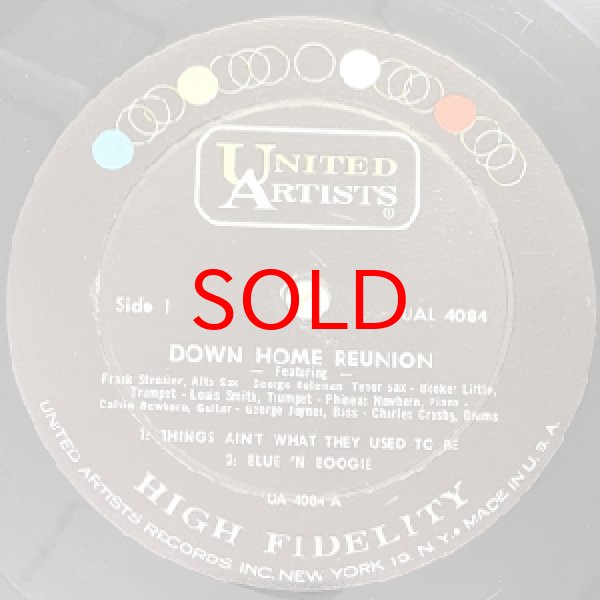 UNITED
ARTISTS
®
Side 1
SOLD
UAL 4084
DOWN HOME REUNION
— Featuring —
Frank Strozier, Alto Sax - George Coleman, Tenor Sax - Booker Little,
Trumpet - Louis Smith, Trumpet - Phineas Newborn, Piano -
Calvin Newborn, Guitar - George Joyner, Bass - Charles Crosby, Drums
1: THINGS AIN'T WHAT THEY USED TO BE
2: BLUE 'N BOOGIE
UA 4084 A
HIGH FIDELITY
UNITED ARTISTS RECORDS INC. NEW YORK 19, N. Y. • MADE IN U. S. A.